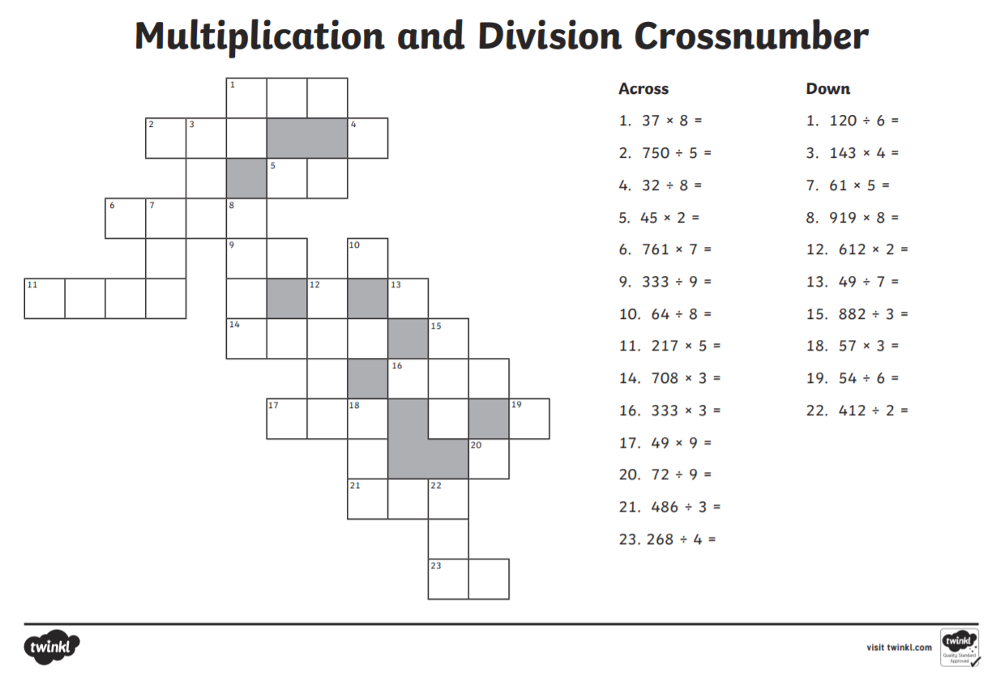 Multiplication and Division Crossnumber
1
2 3 4
5
6 7 8
9 10
11 12 13
14 15
16
17 18 19
20
21 22
23
Across
1. 37 × 8 =
2. 750 ÷ 5 =
4. 32 ÷ 8 =
5. 45 × 2 =
6. 761 × 7 =
9. 333 ÷ 9 =
10. 64 ÷ 8 =
11. 217 × 5 =
14. 708 × 3 =
16. 333 × 3 =
17. 49 × 9 =
20. 72 ÷ 9 =
21. 486 ÷ 3 =
23. 268 ÷ 4 =
Down
1. 120 ÷ 6 =
3. 143 × 4 =
7. 61 × 5 =
8. 919 × 8 =
12. 612 × 2 =
13. 49 ÷ 7 =
15. 882 ÷ 3 =
18. 57 × 3 =
19. 54 ÷ 6 =
22. 412 ÷ 2 =
twinkl
visit twinkl.com
twinkl
Quality Standard
Approved